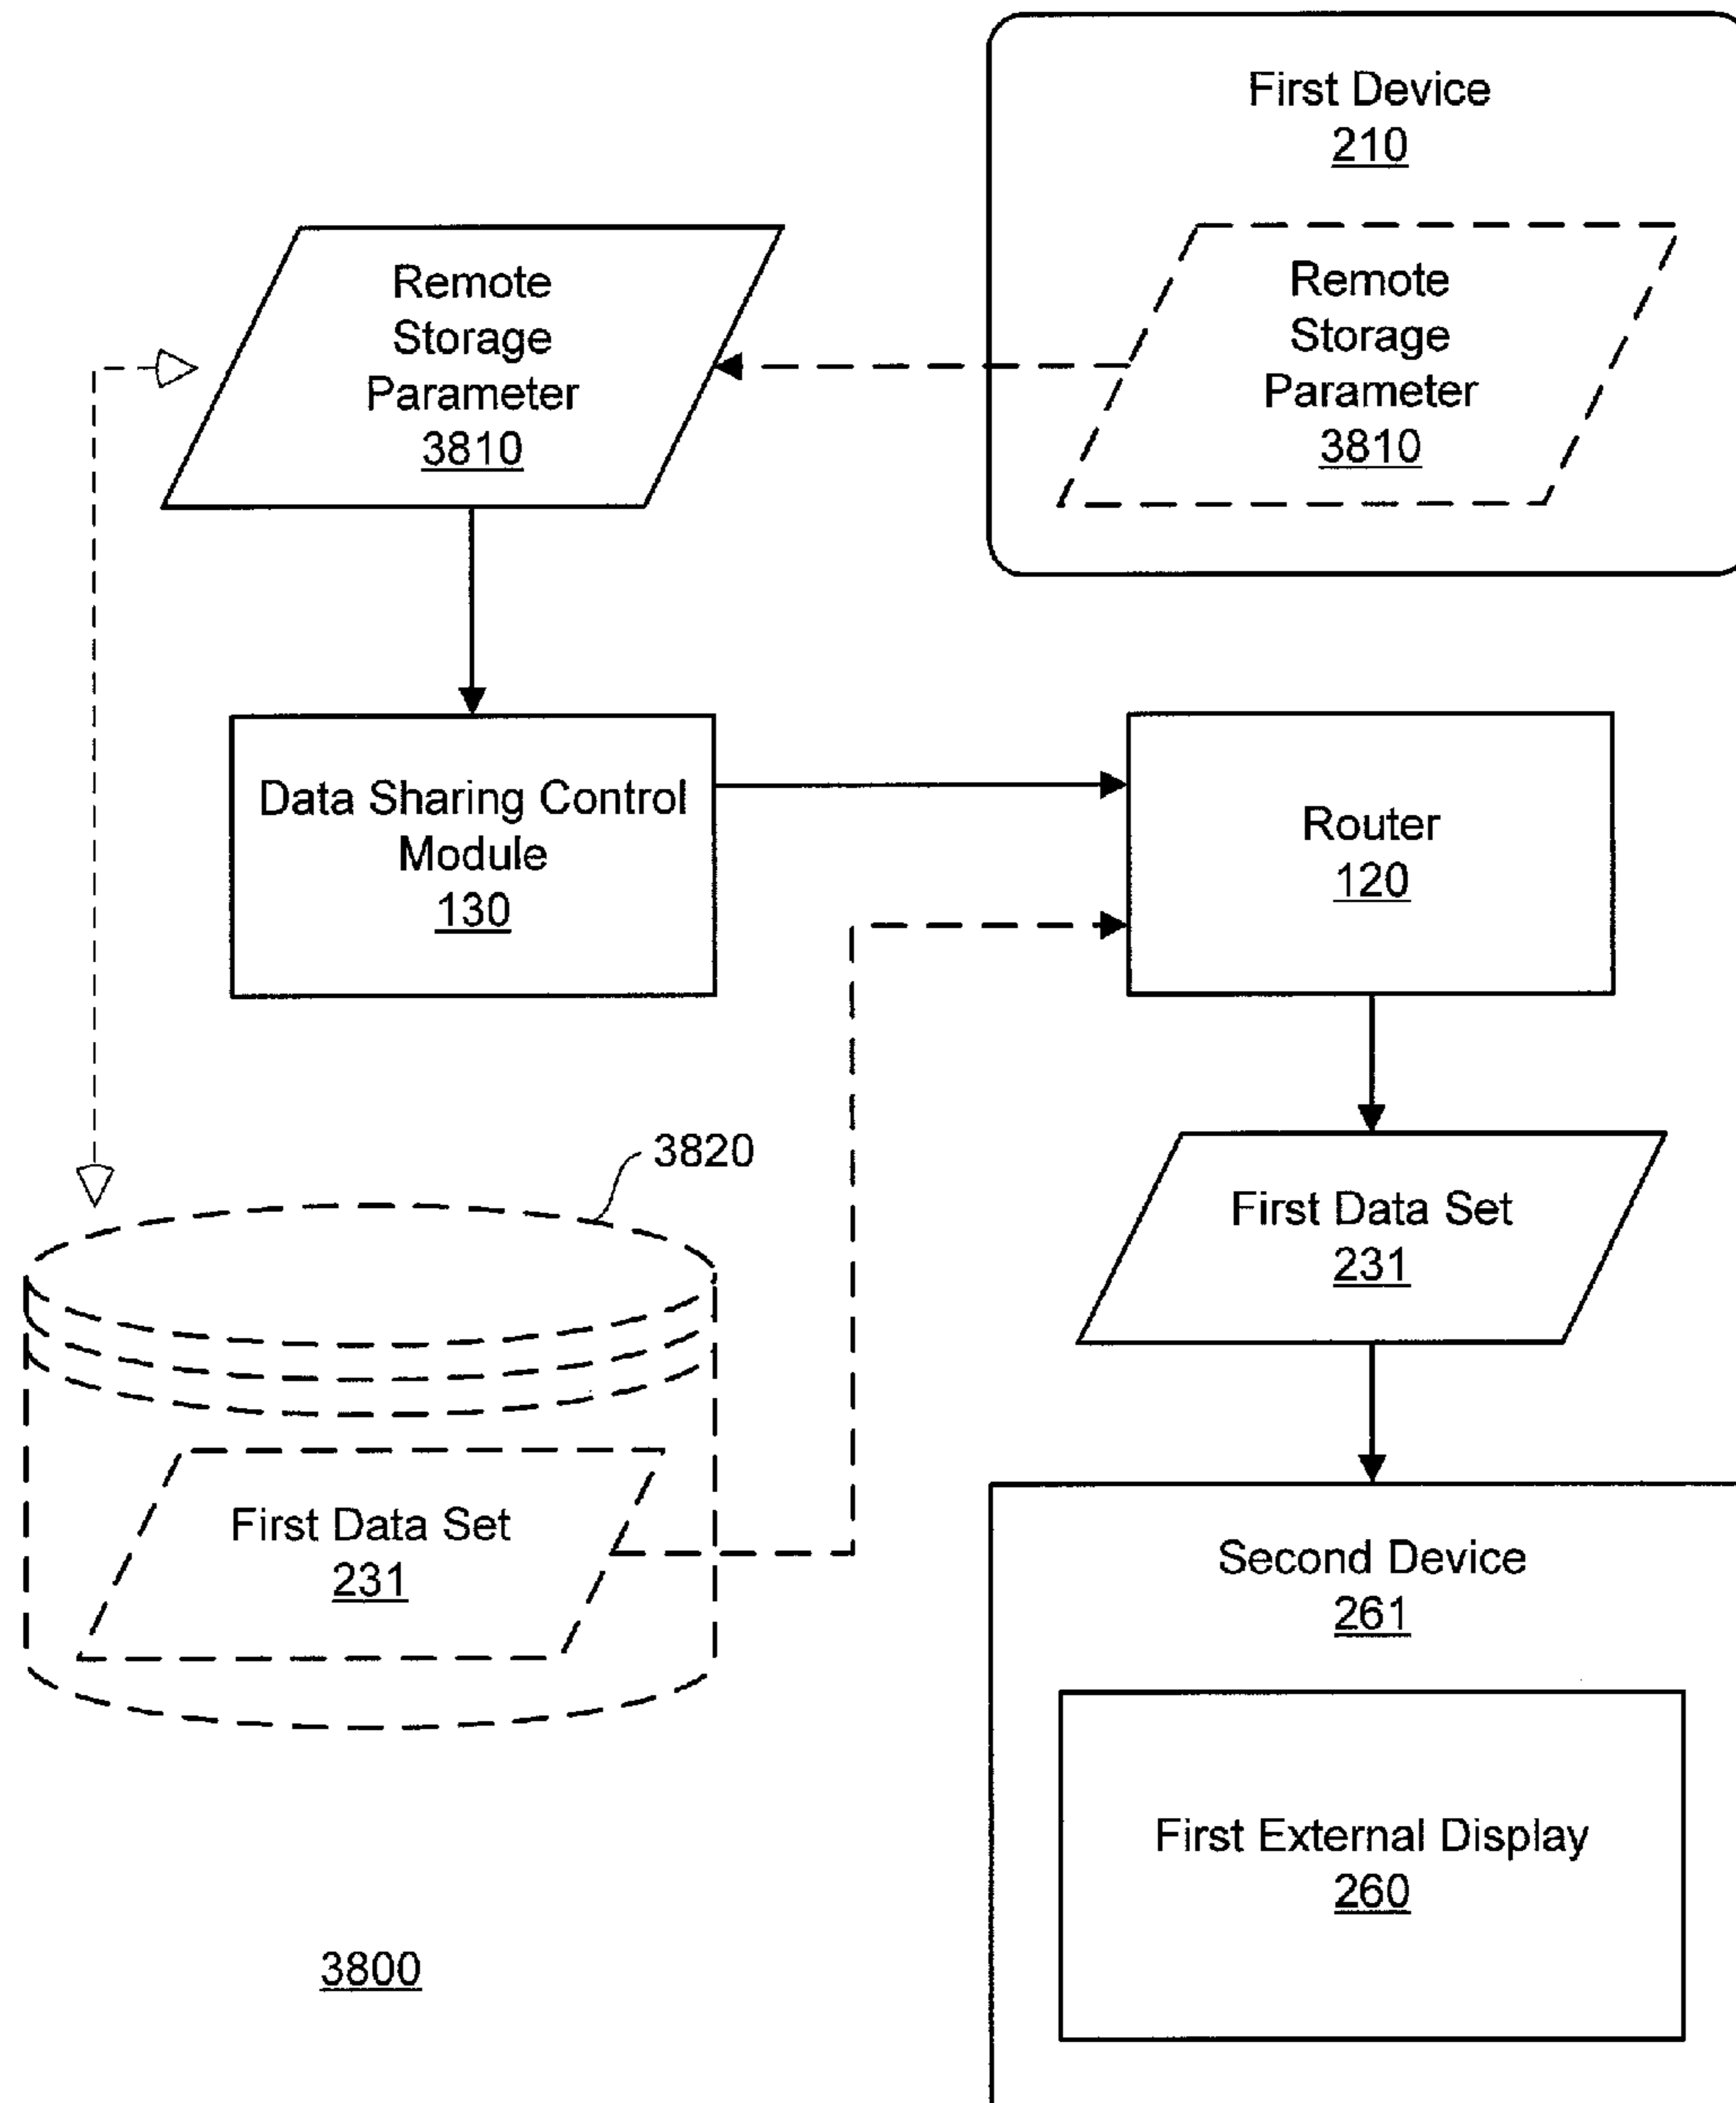 First Device
210
Remote
Storage
Parameter
3810
Remote
Storage
Parameter
3810
Data Sharing Control
Module
130
Router
120
3820
First Data Set
231
First Data Set
231
Second Device
261
First External Display
260
3800